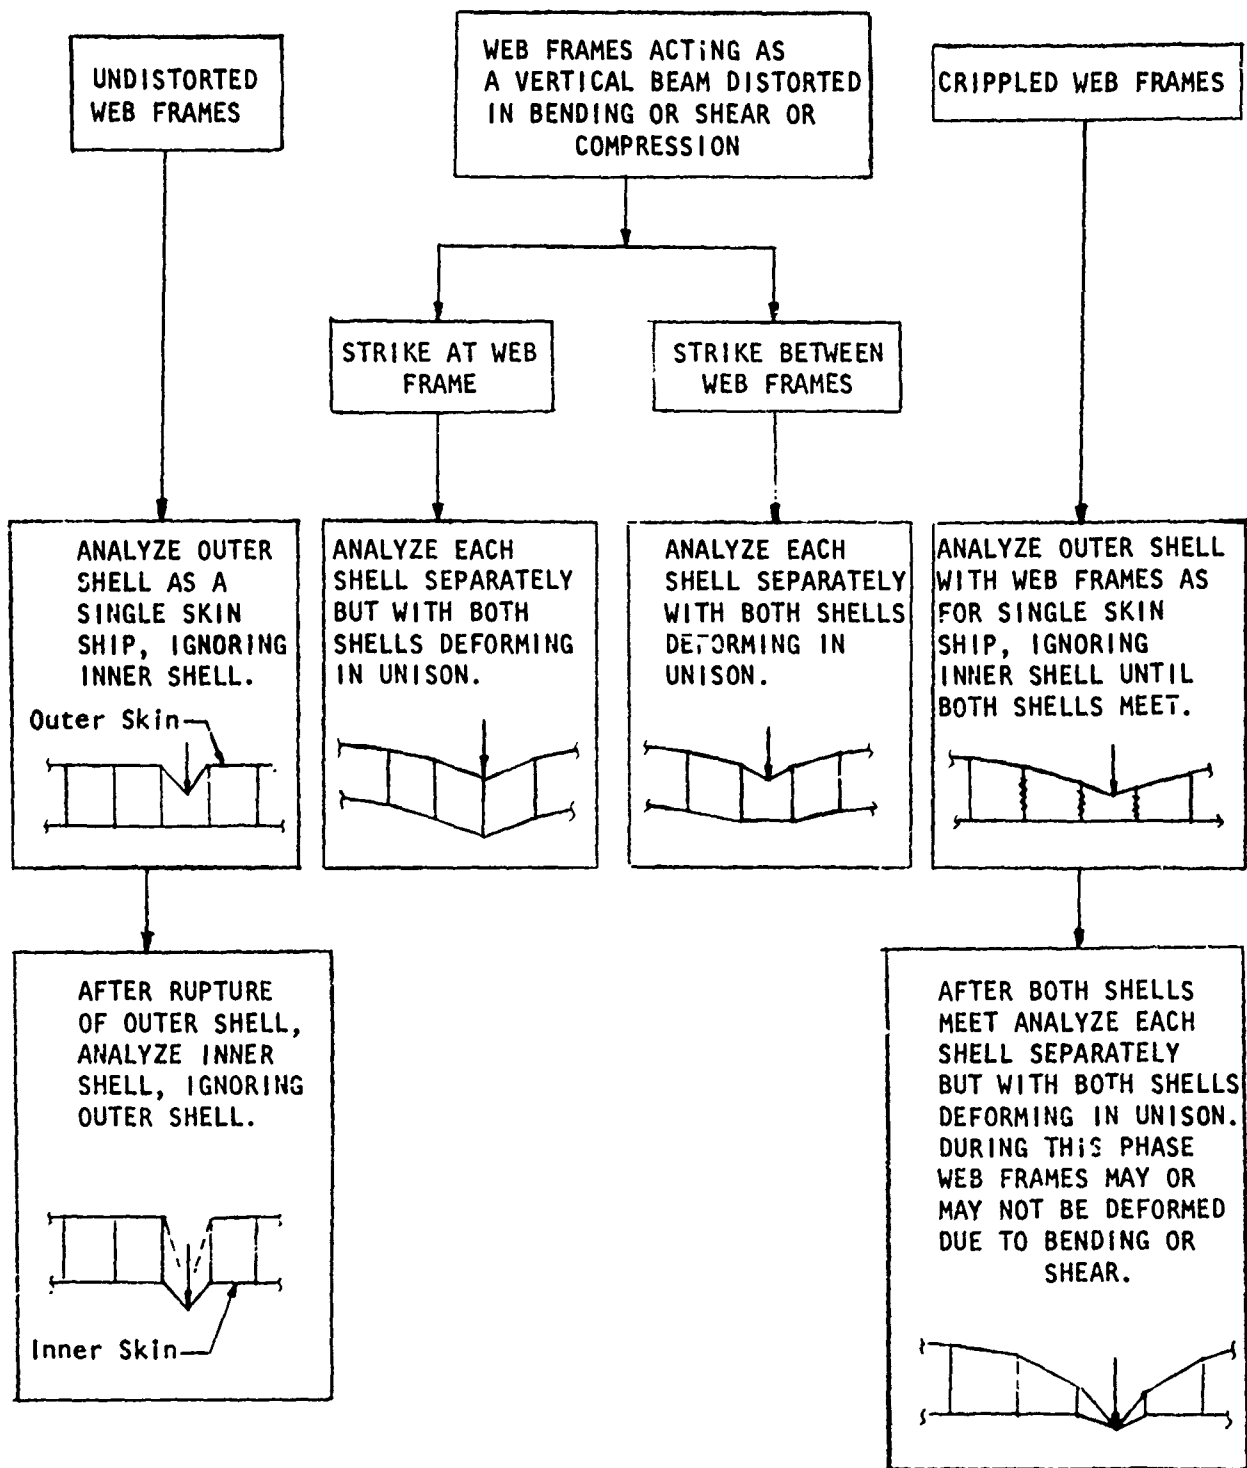 UNDISTORTED
WEB FRAMES
WEB FRAMES ACTING AS
A VERTICAL BEAM DISTORTED
IN BENDING OR SHEAR OR
COMPRESSION
CRIPPLED WEB FRAMES
STRIKE AT WEB
FRAME
STRIKE BETWEEN
WEB FRAMES
ANALYZE OUTER
SHELL AS A
SINGLE SKIN
SHIP, IGNORING
INNER SHELL.
Outer Skin
ANALYZE EACH
SHELL SEPARATELY
BUT WITH BOTH
SHELLS DEFORMING
IN UNISON.
ANALYZE EACH
SHELL SEPARATELY
WITH BOTH SHELLS
DEFORMING IN
UNISON.
ANALYZE OUTER SHELL
WITH WEB FRAMES AS
FOR SINGLE SKIN
SHIP, IGNORING
INNER SHELL UNTIL
BOTH SHELLS MEET.
AFTER RUPTURE
OF OUTER SHELL,
ANALYZE INNER
SHELL, IGNORING
OUTER SHELL.
Inner Skin
AFTER BOTH SHELLS
MEET ANALYZE EACH
SHELL SEPARATELY
BUT WITH BOTH SHELLS
DEFORMING IN UNISON.
DURING THIS PHASE
WEB FRAMES MAY OR
MAY NOT BE DEFORMED
DUE TO BENDING OR
SHEAR.